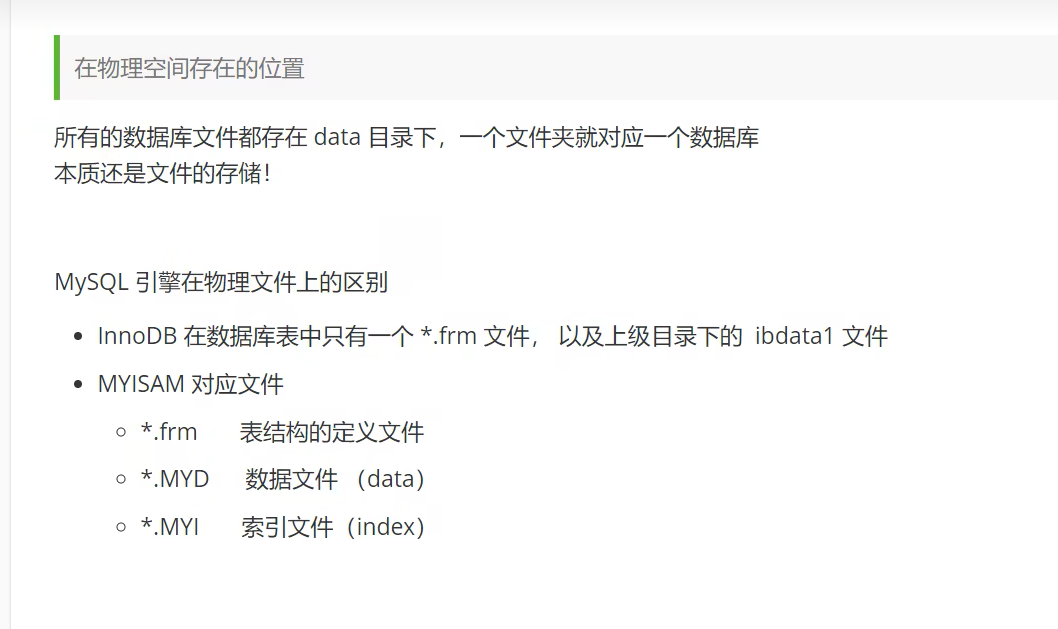 在物理空间存在的位置
所有的数据库文件都存在 data 目录下，一个文件夹就对应一个数据库
本质还是文件的存储！
MySQL 引擎在物理文件上的区别
InnoDB 在数据库表中只有一个 *.frm 文件， 以及上级目录下的 ibdata1 文件
MYISAM 对应文件
*.frm 表结构的定义文件
*.MYD 数据文件 （data）
*.MYI 索引文件（index）